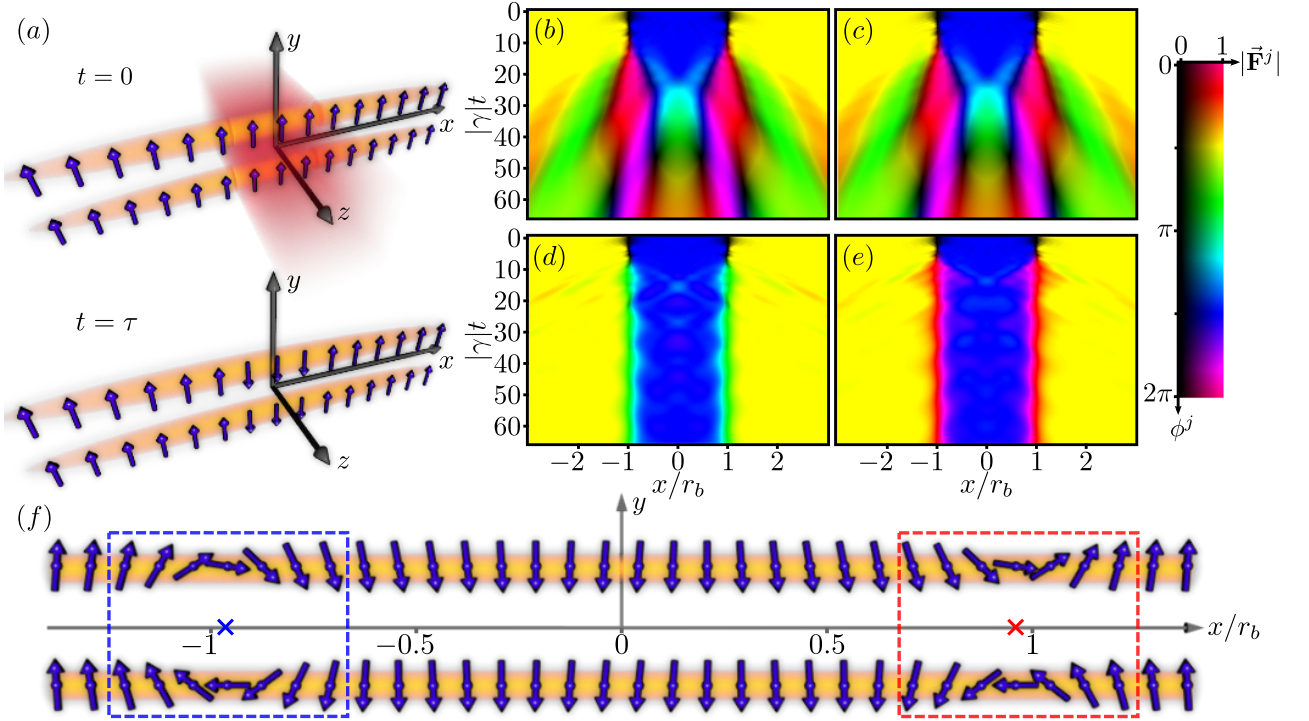 (a)
y
t = 0
x
z
y
t = τ
x
z
(b)
(c)
0
10
20
30
40
50
60
|γ|t
(d)
(e)
0
10
20
30
40
50
60
|γ|t
−2 −1 0 1 2
x/r_b
−2 −1 0 1 2
x/r_b
0 1
|F⃗^j|
0
π
2π
φ^j
(f)
y
−1 −0.5 0 0.5 1
x/r_b